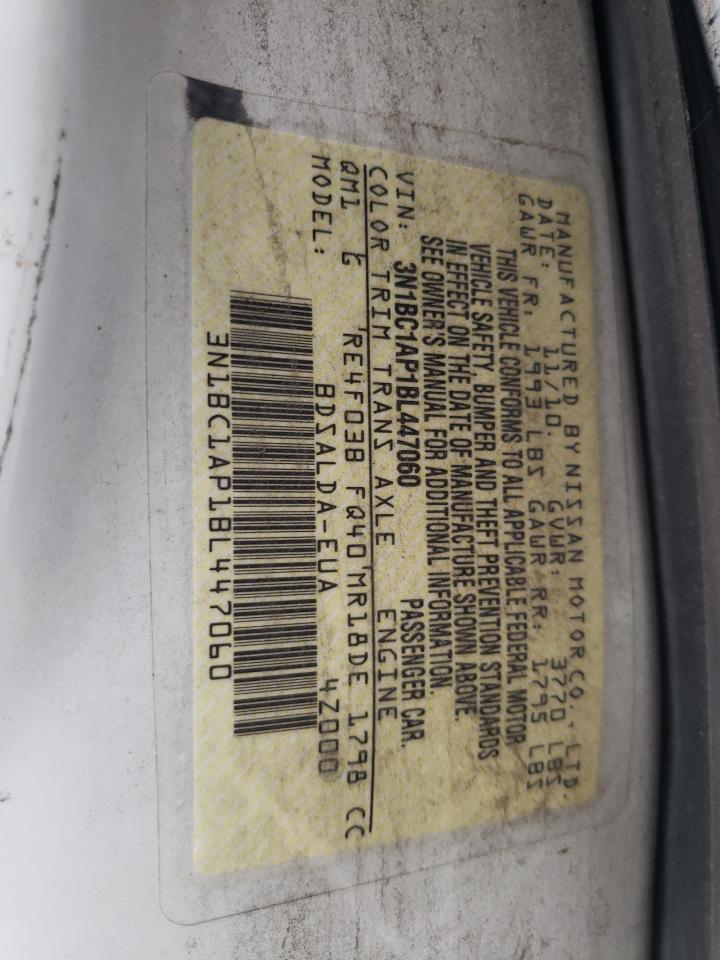 MANUFACTURED BY NISSAN MOTOR CO., LTD.
DATE: 11/10. GVWR: 3770 LBS
GAWR FR: 1993 LBS GAWR RR: 1795 LBS
THIS VEHICLE CONFORMS TO ALL APPLICABLE FEDERAL MOTOR
VEHICLE SAFETY, BUMPER AND THEFT PREVENTION STANDARDS
IN EFFECT ON THE DATE OF MANUFACTURE SHOWN ABOVE.
SEE OWNER'S MANUAL FOR ADDITIONAL INFORMATION.
VIN: 3N1BC1AP1BL447060 PASSENGER CAR.
COLOR TRIM TRANS AXLE ENGINE
QM1 G RE4F03B FQ40 MR18DE 1798 CC
MODEL: BDSALDA-EUA 4Z000
3N1BC1AP1BL447060